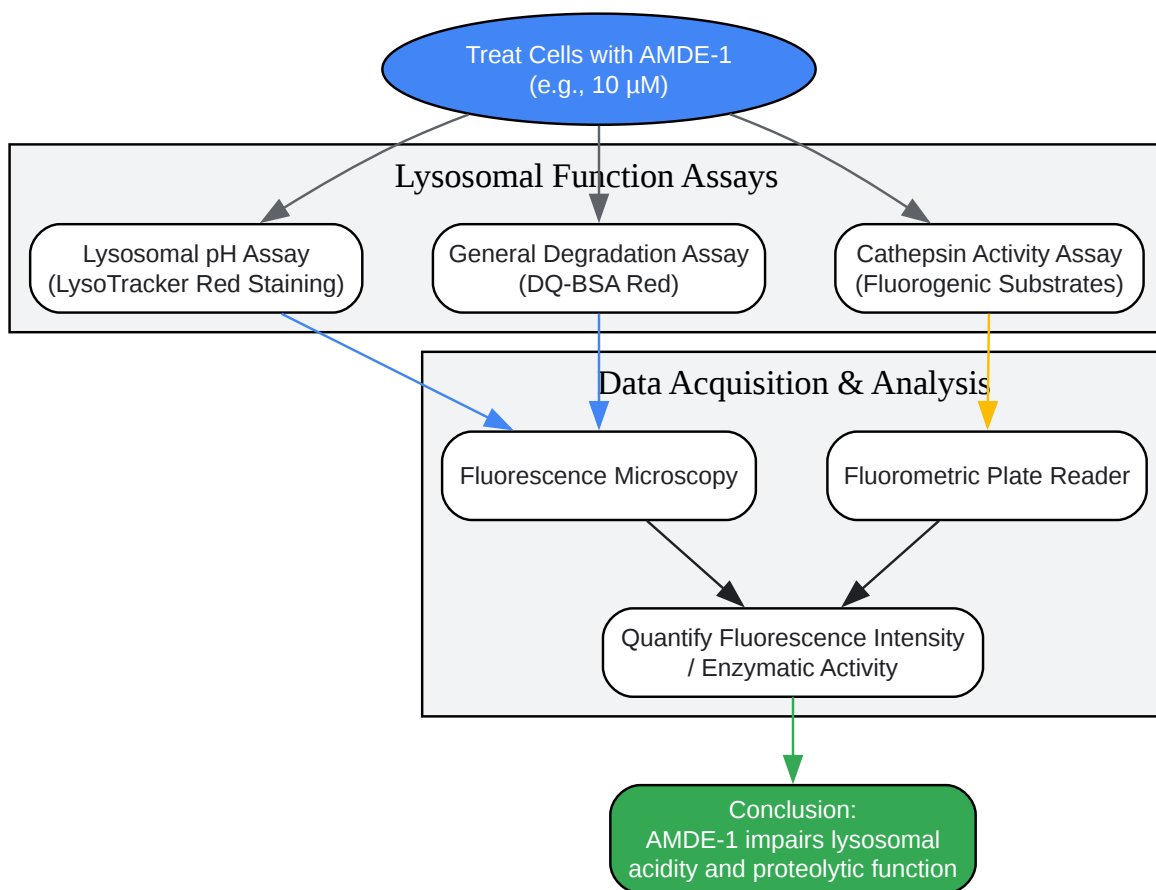 Treat Cells with AMDE-1
(e.g., 10 µM)
Lysosomal Function Assays
Lysosomal pH Assay
(LysoTracker Red Staining)
General Degradation Assay
(DQ-BSA Red)
Cathepsin Activity Assay
(Fluorogenic Substrates)
Data Acquisition & Analysis
Fluorescence Microscopy
Fluorometric Plate Reader
Quantify Fluorescence Intensity
/ Enzymatic Activity
Conclusion:
AMDE-1 impairs lysosomal
acidity and proteolytic function